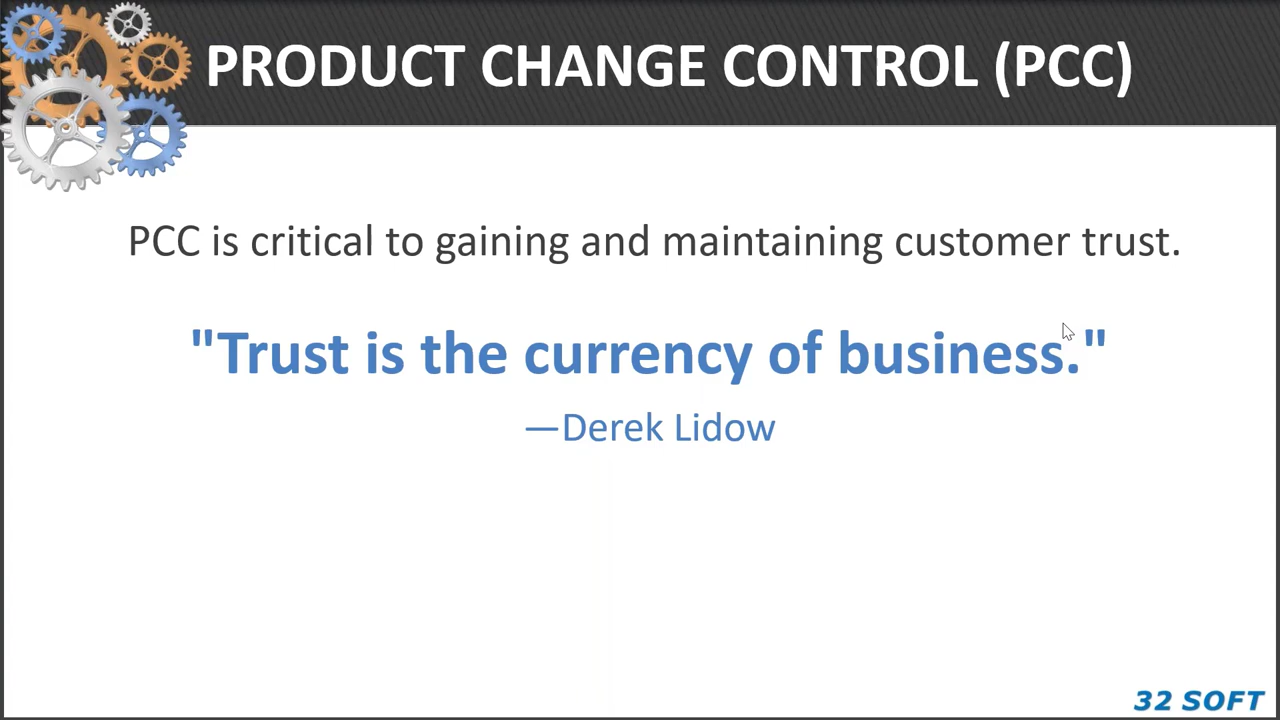 PRODUCT CHANGE CONTROL (PCC)
PCC is critical to gaining and maintaining customer trust.
"Trust is the currency of business."
—Derek Lidow
32 SOFT